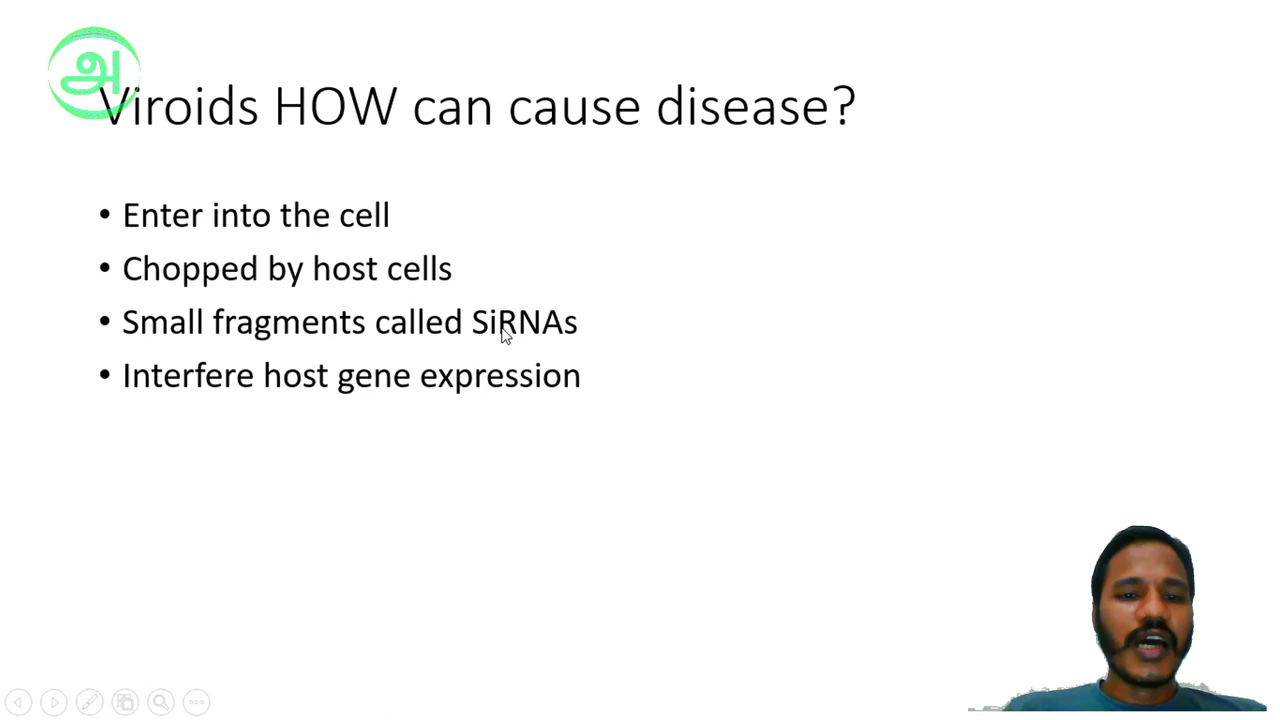 அ
Viroids HOW can cause disease?
• Enter into the cell
• Chopped by host cells
• Small fragments called SiRNAs
• Interfere host gene expression